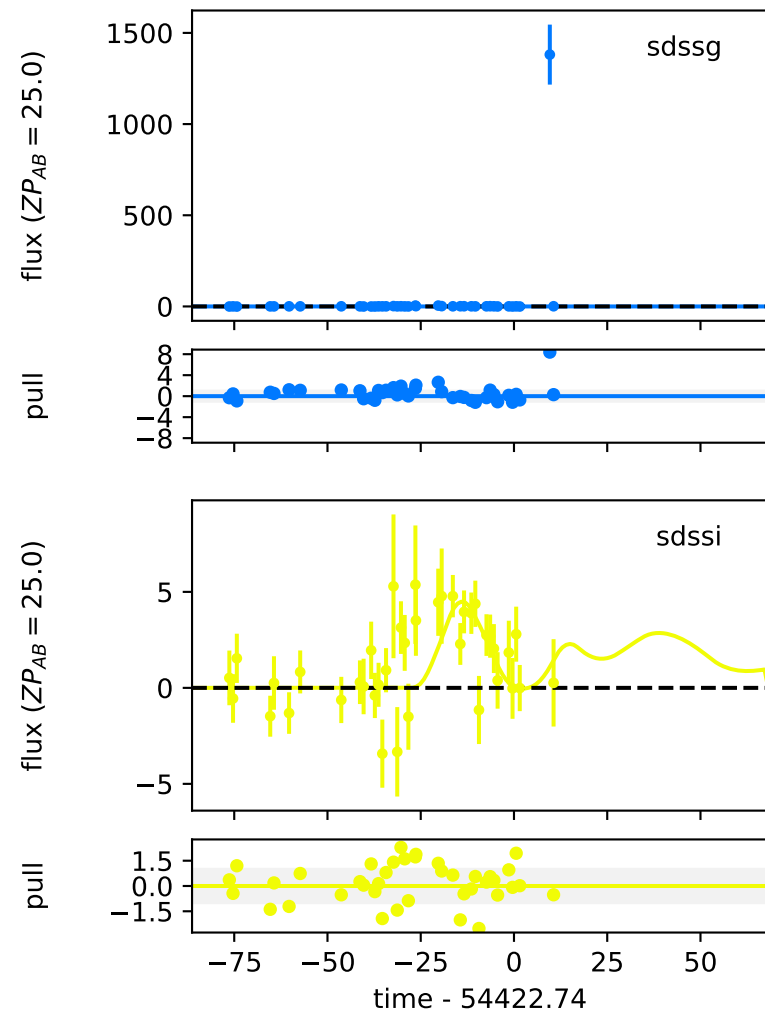 1500
1000
500
0
flux (ZP_AB = 25.0)
sdssg
8
4
0
−4
−8
pull
5
0
−5
flux (ZP_AB = 25.0)
sdssi
1.5
0.0
−1.5
pull
−75 −50 −25 0 25 50
time - 54422.74